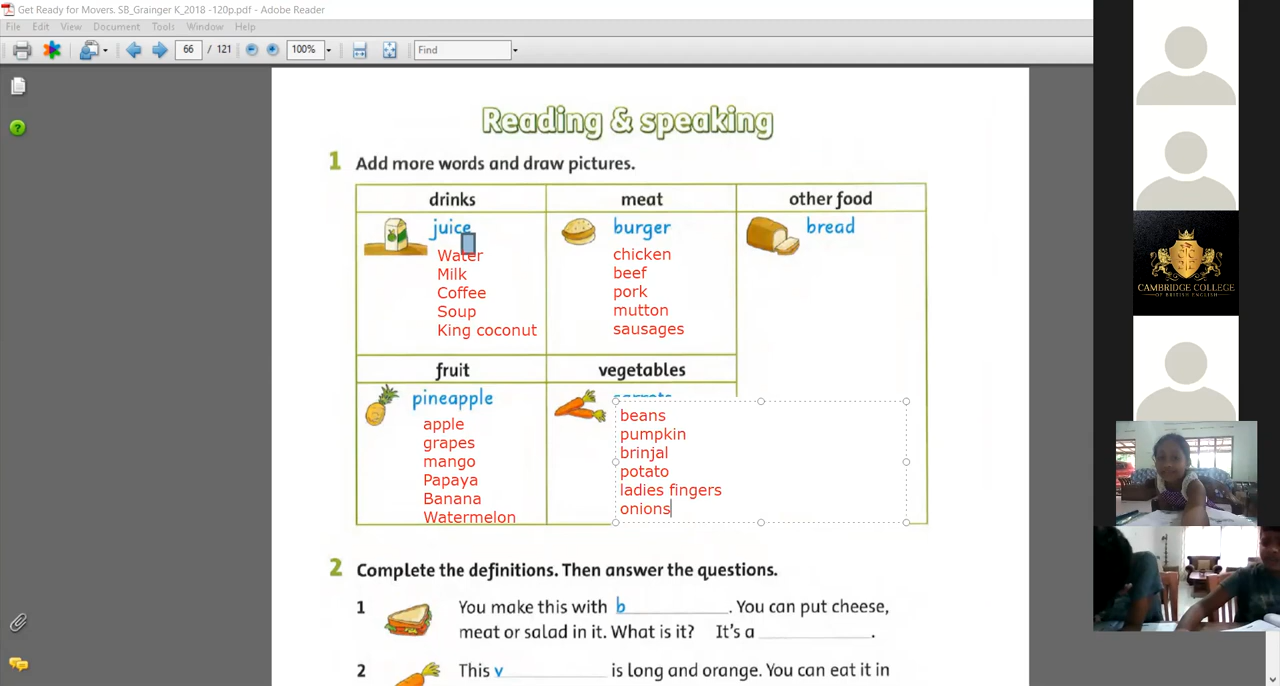 Get Ready for Movers. SB_Grainger K_2018 -120p.pdf - Adobe Reader
File Edit View Document Tools Window Help
66 / 121 100% Find
Reading & speaking
1 Add more words and draw pictures.
drinks meat other food
juice burger bread
Water chicken
Milk beef
Coffee pork
Soup mutton
King coconut sausages
fruit vegetables
pineapple carrots
apple beans
grapes pumpkin
mango brinjal
Papaya potato
Banana ladies fingers
Watermelon onions
2 Complete the definitions. Then answer the questions.
1 You make this with b__________. You can put cheese,
meat or salad in it. What is it? It's a __________.
2 This v__________ is long and orange. You can eat it in
CAMBRIDGE COLLEGE
OF BRITISH ENGLISH